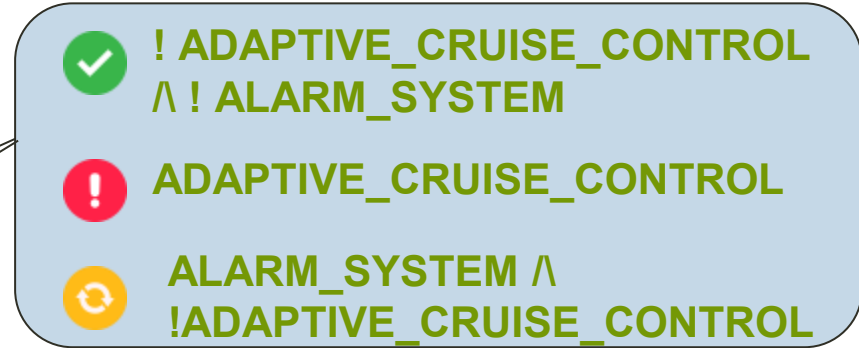 ! ADAPTIVE_CRUISE_CONTROL
/\ ! ALARM_SYSTEM
ADAPTIVE_CRUISE_CONTROL
ALARM_SYSTEM /\
!ADAPTIVE_CRUISE_CONTROL